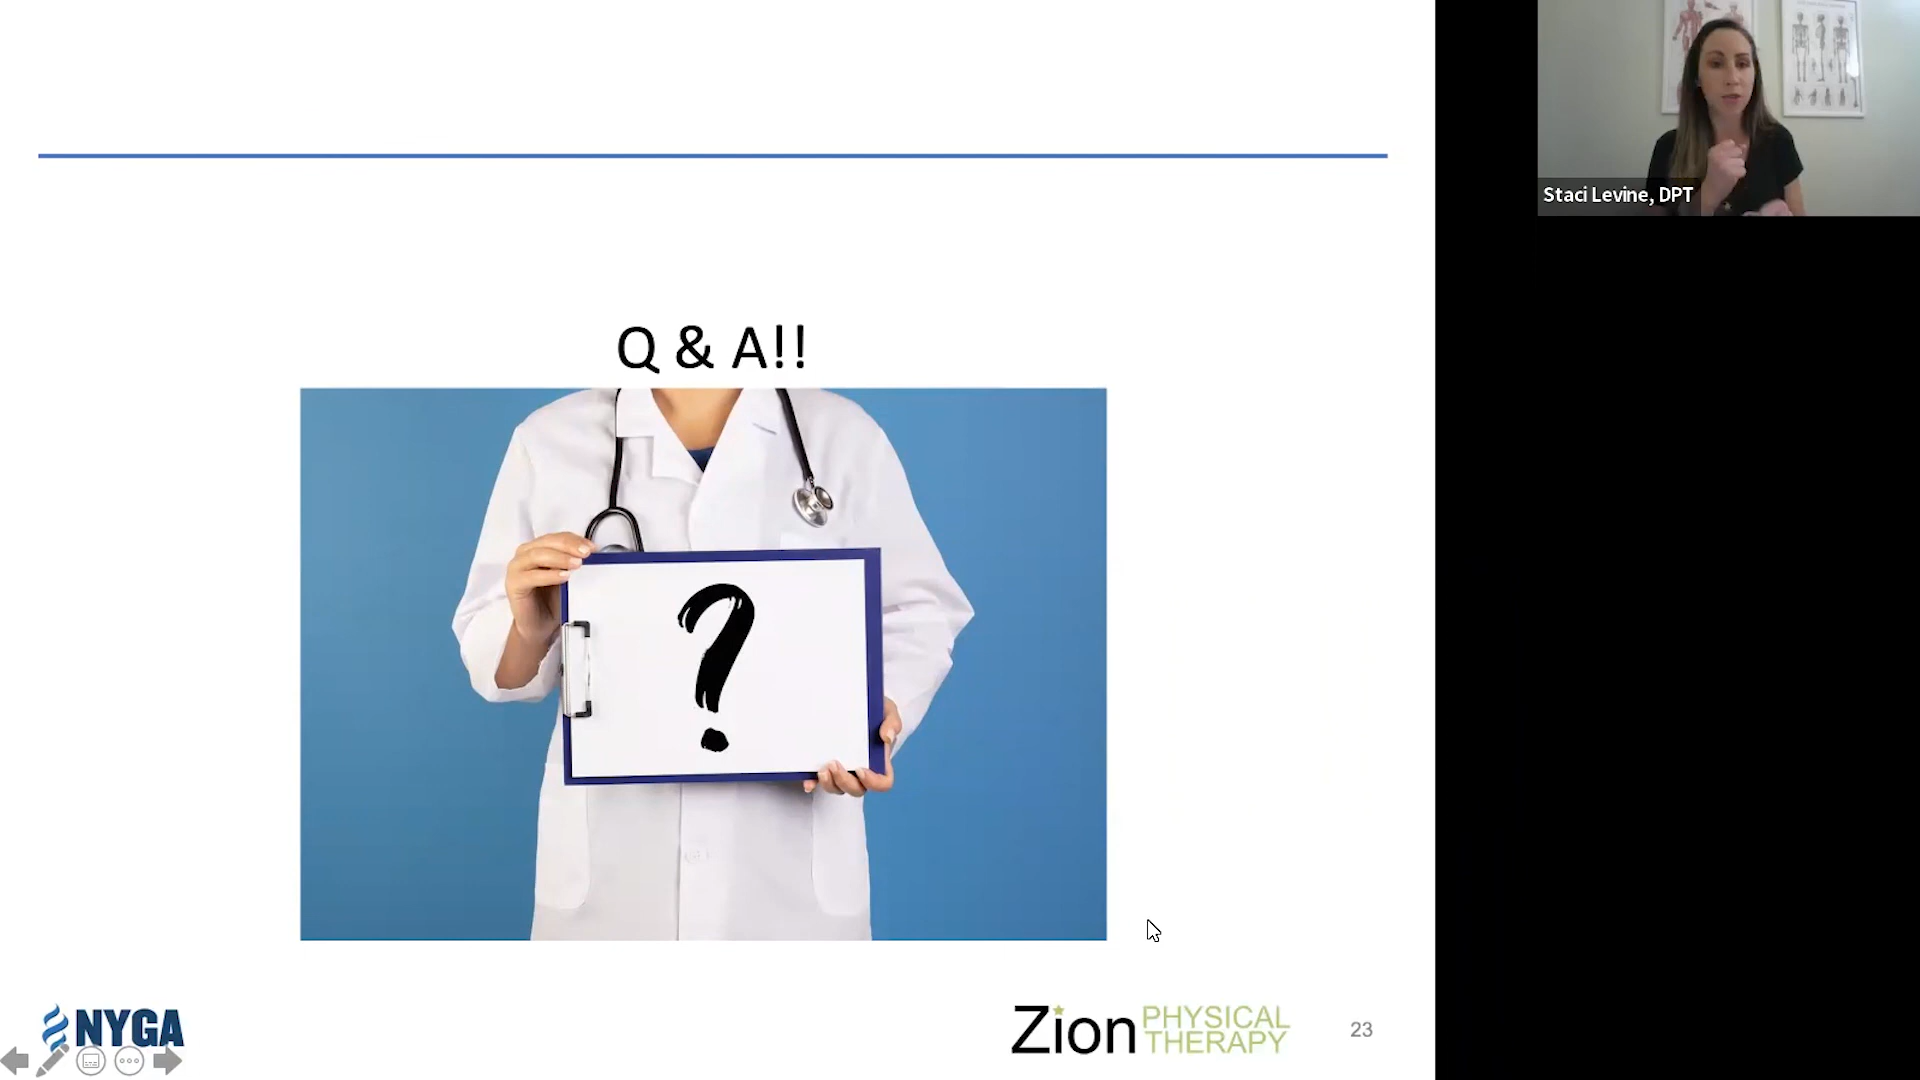 Staci Levine, DPT
Q & A!!
?
NYGA
Zion PHYSICAL THERAPY
23